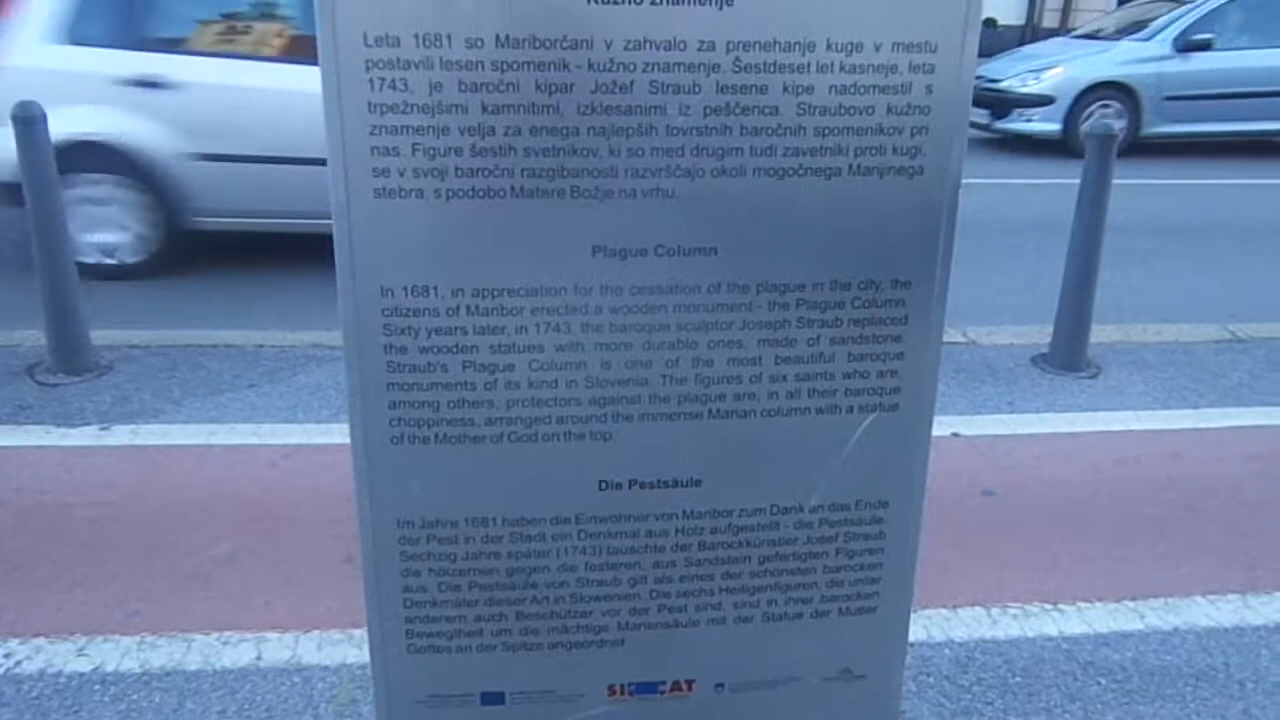 Kužno znamenje
Leta 1681 so Mariborčani v zahvalo za prenehanje kuge v mestu
postavili lesen spomenik - kužno znamenje. Šestdeset let kasneje, leta
1743, je baročni kipar Jožef Straub lesene kipe nadomestil s
trpežnejšimi kamnitimi, izklesanimi iz peščenca. Straubovo kužno
znamenje velja za enega najlepših tovrstnih baročnih spomenikov pri
nas. Figure šestih svetnikov, ki so med drugim tudi zavetniki proti kugi,
se v svoji baročni razgibanosti razvrščajo okoli mogočnega Marijinega
stebra, s podobo Matere Božje na vrhu.
Plague Column
In 1681, in appreciation for the cessation of the plague in the city, the
citizens of Maribor erected a wooden monument - the Plague Column.
Sixty years later, in 1743, the baroque sculptor Joseph Straub replaced
the wooden statues with more durable ones, made of sandstone.
Straub's Plague Column is one of the most beautiful baroque
monuments of its kind in Slovenia. The figures of six saints who are,
among others, protectors against the plague are, in all their baroque
choppiness, arranged around the immense Marian column with a statue
of the Mother of God on the top.
Die Pestsäule
Im Jahre 1681 haben die Einwohner von Maribor zum Dank an das Ende
der Pest in der Stadt ein Denkmal aus Holz aufgestellt - die Pestsäule.
Sechzig Jahre später (1743) tauschte der Barockkünstler Josef Straub
die hölzernen gegen die festeren, aus Sandstein gefertigten Figuren
aus. Die Pestsäule von Straub gilt als eines der schönsten barocken
Denkmäler dieser Art in Slowenien. Die sechs Heiligenfiguren, die unter
anderem auch Beschützer vor der Pest sind, sind in ihrer barocken
Bewegtheit um die mächtige Mariensäule mit der Statue der Mutter
Gottes an der Spitze angeordnet.